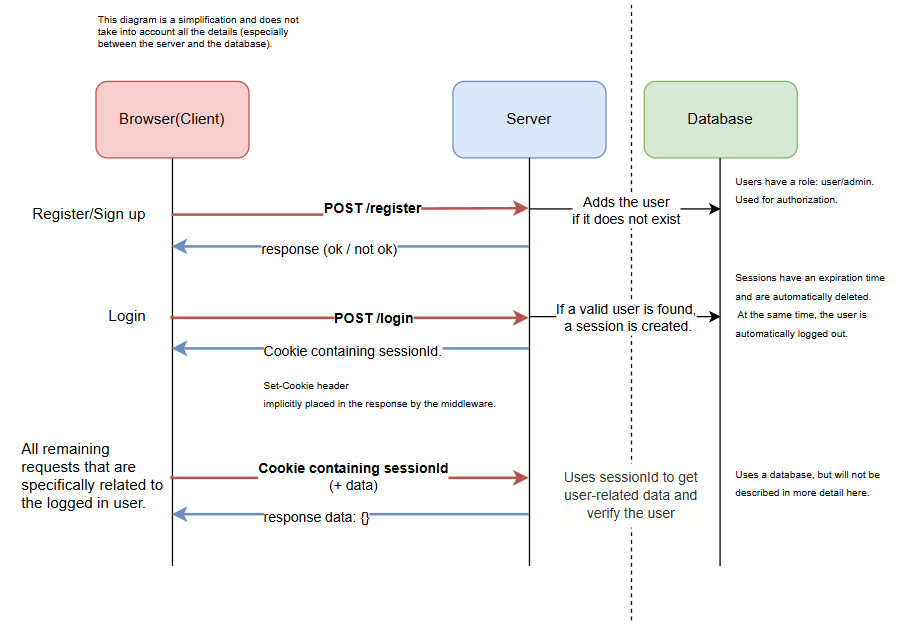 This diagram is a simplification and does not
take into account all the details (especially
between the server and the database).
Browser(Client)
Server
Database
Users have a role: user/admin.
Used for authorization.
Register/Sign up
POST /register
Adds the user
if it does not exist
response (ok / not ok)
Sessions have an expiration time
and are automatically deleted.
At the same time, the user is
automatically logged out.
Login
POST /login
If a valid user is found,
a session is created.
Cookie containing sessionId.
Set-Cookie header
implicitly placed in the response by the middleware.
All remaining
requests that are
specifically related to
the logged in user.
Cookie containing sessionId
(+ data)
Uses sessionId to get
user-related data and
verify the user
Uses a database, but will not be
described in more detail here.
response data: {}